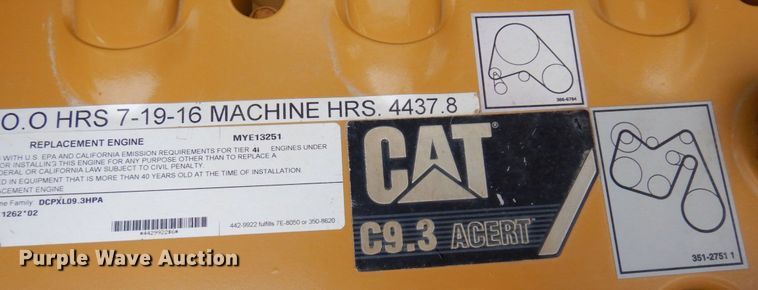 O.O HRS 7-19-16 MACHINE HRS. 4437.8
REPLACEMENT ENGINE MYE13251
WITH U.S. EPA AND CALIFORNIA EMISSION REQUIREMENTS FOR TIER 4i ENGINES UNDER
OR INSTALLING THIS ENGINE FOR ANY PURPOSE OTHER THAN TO REPLACE A
EDERAL OR CALIFORNIA LAW SUBJECT TO CIVIL PENALTY.
ED IN EQUIPMENT THAT IS MORE THAN 40 YEARS OLD AT THE TIME OF INSTALLATION
ACEMENT ENGINE
ne Family: DCPXL09.3HPA
1262*02
442-9922 fulfills 7E-8050 or 350-8620
CAT
C9.3 ACERT
351-2751 1
Purple Wave Auction